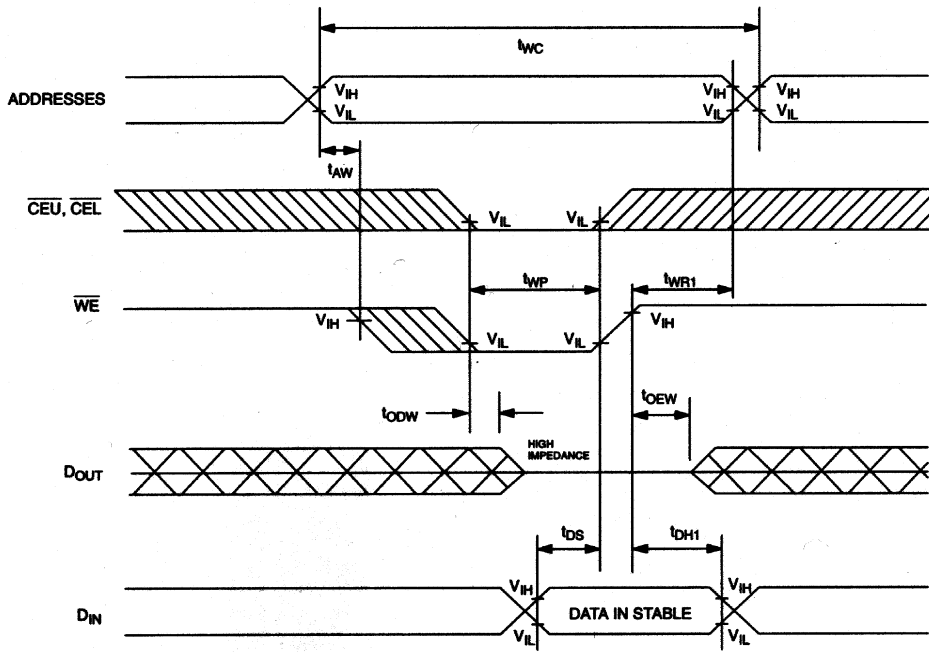 tWC
ADDRESSES
VIH
VIL
VIH
VIL
VIH
VIL
tAW
CEU, CEL
VIL
VIL
tWP
tWR1
WE
VIH
VIL
VIL
VIH
tODW
tOEW
HIGH
IMPEDANCE
DOUT
tDS
tDH1
VIH
VIH
DIN
DATA IN STABLE
VIL
VIL